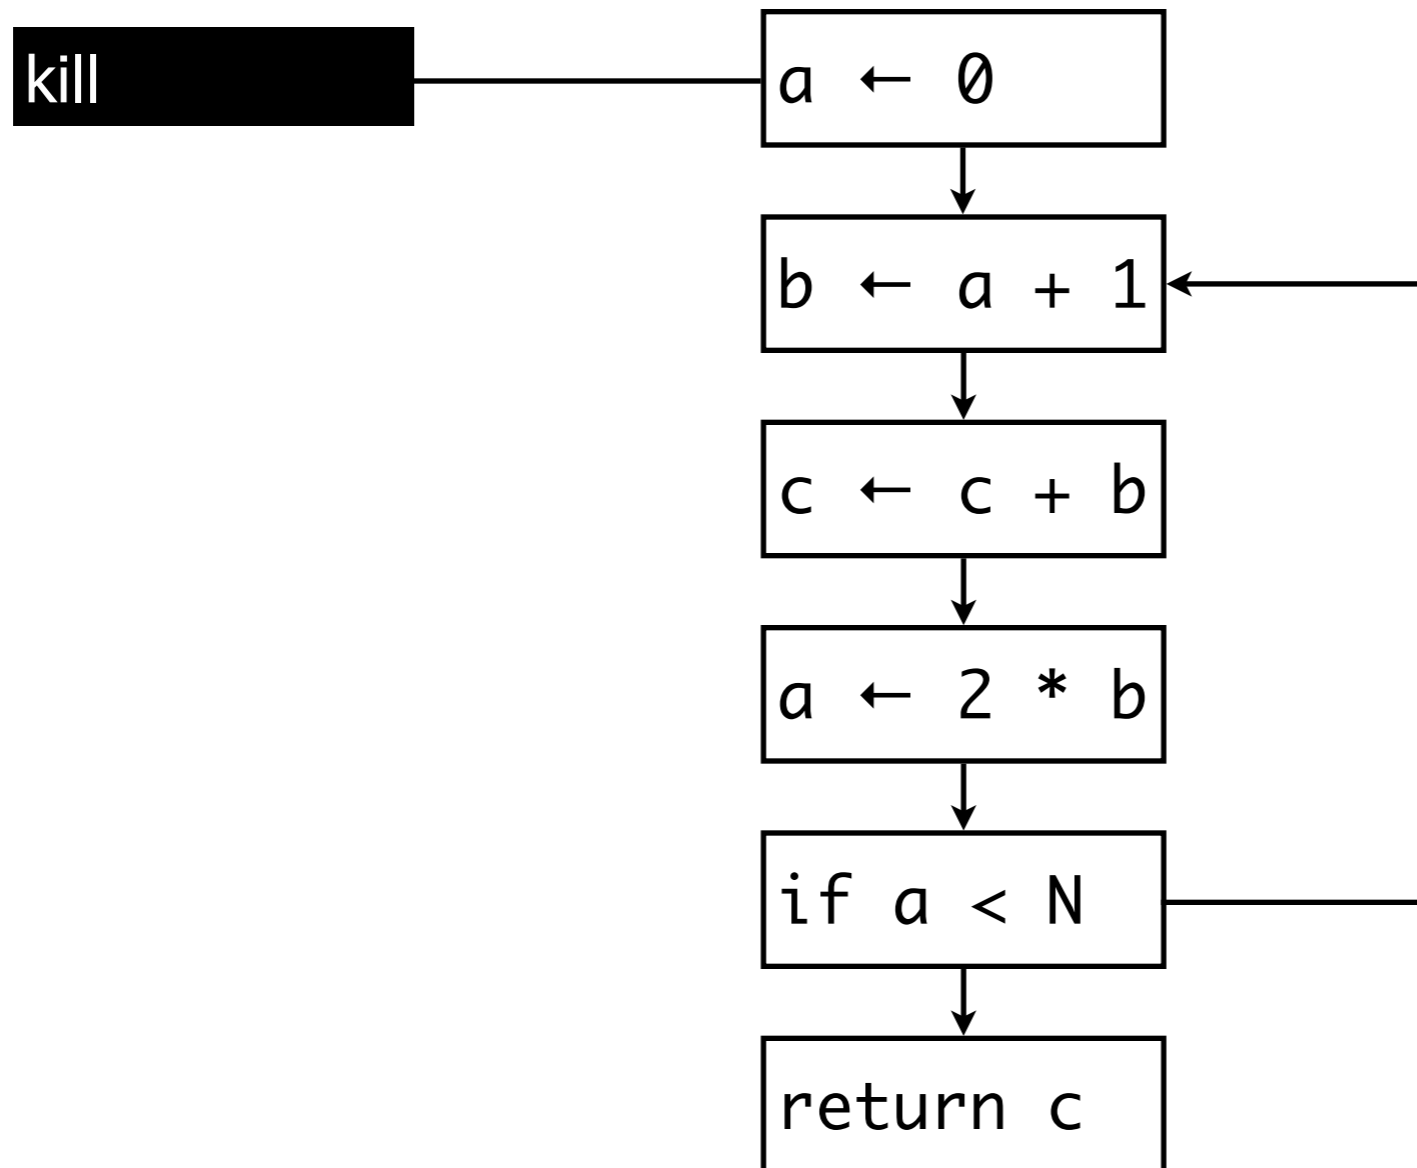 kill
a ← 0
b ← a + 1
c ← c + b
a ← 2 * b
if a < N
return c